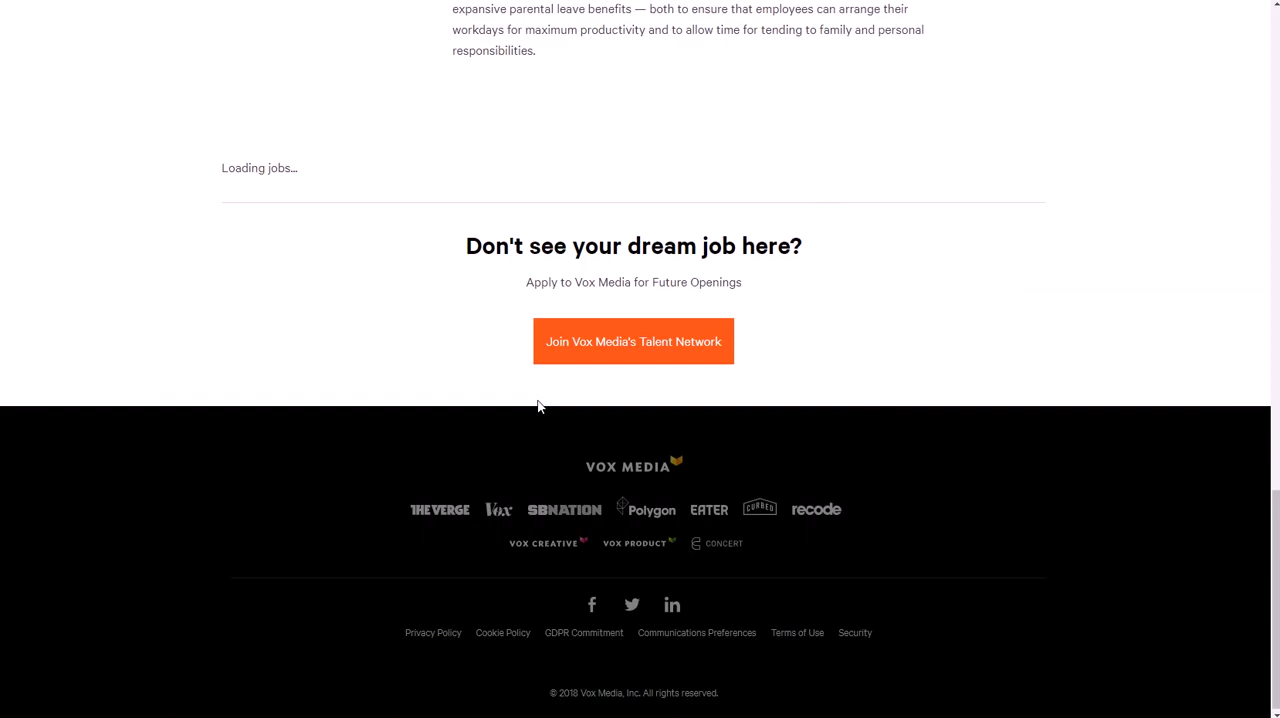 expansive parental leave benefits — both to ensure that employees can arrange their
workdays for maximum productivity and to allow time for tending to family and personal
responsibilities.
Loading jobs...
Don't see your dream job here?
Apply to Vox Media for Future Openings
Join Vox Media's Talent Network
VOX MEDIA
THE VERGE Vox SBNATION Polygon EATER CURBED recode
VOX CREATIVE VOX PRODUCT CONCERT
Privacy Policy Cookie Policy GDPR Commitment Communications Preferences Terms of Use Security
© 2018 Vox Media, Inc. All rights reserved.